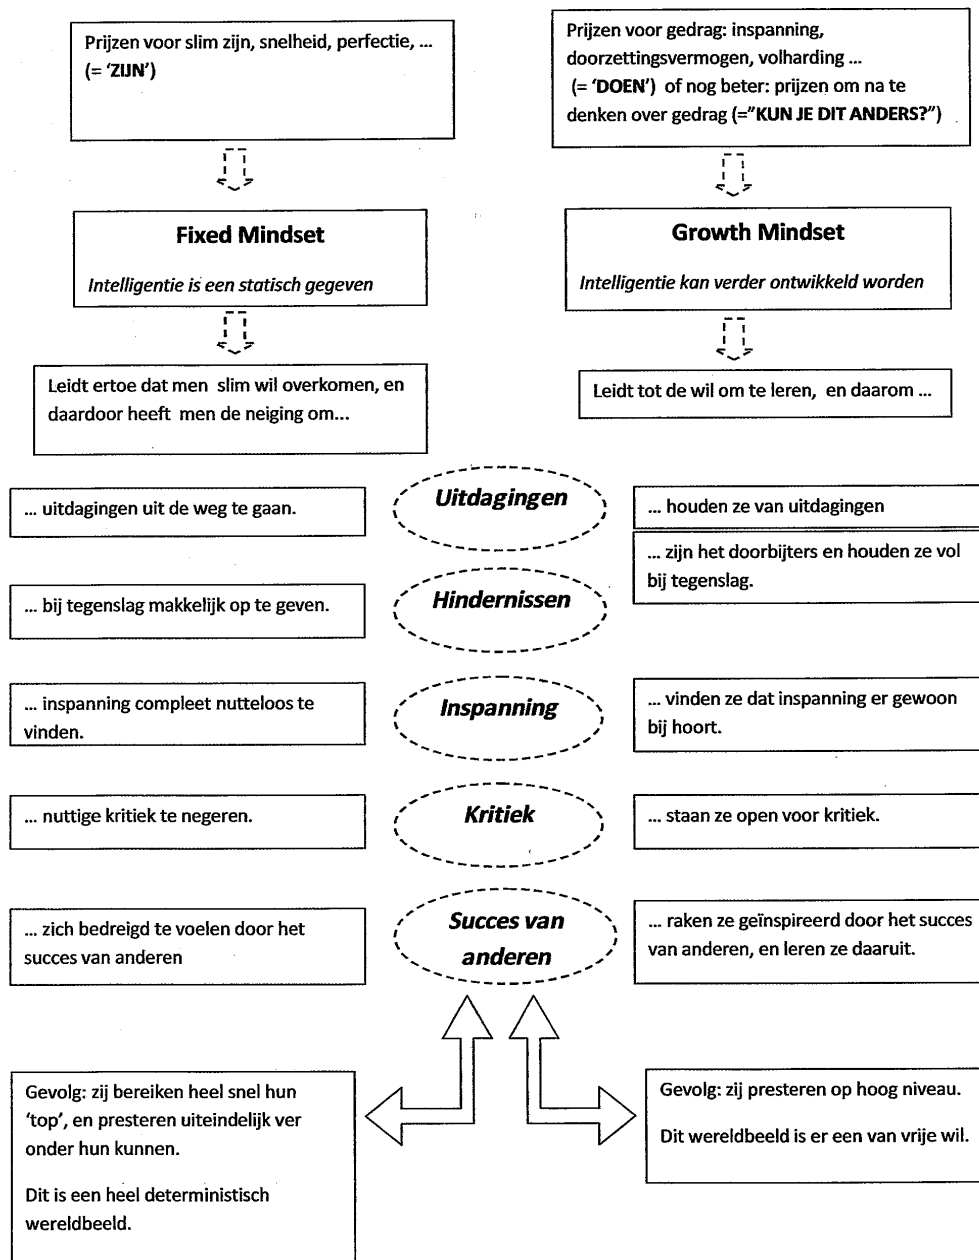 Prijzen voor slim zijn, snelheid, perfectie, ...
(= ‘ZIJN’)
Prijzen voor gedrag: inspanning,
doorzettingsvermogen, volharding ...
(= ‘DOEN’) of nog beter: prijzen om na te
denken over gedrag (=”KUN JE DIT ANDERS?”)
Fixed Mindset
Intelligentie is een statisch gegeven
Growth Mindset
Intelligentie kan verder ontwikkeld worden
Leidt ertoe dat men slim wil overkomen, en
daardoor heeft men de neiging om...
Leidt tot de wil om te leren, en daarom ...
... uitdagingen uit de weg te gaan.
Uitdagingen
... houden ze van uitdagingen
... bij tegenslag makkelijk op te geven.
Hindernissen
... zijn het doorbijters en houden ze vol
bij tegenslag.
... inspanning compleet nutteloos te
vinden.
Inspanning
... vinden ze dat inspanning er gewoon
bij hoort.
... nuttige kritiek te negeren.
Kritiek
... staan ze open voor kritiek.
... zich bedreigd te voelen door het
succes van anderen
Succes van
anderen
... raken ze geïnspireerd door het succes
van anderen, en leren ze daaruit.
Gevolg: zij bereiken heel snel hun
‘top’, en presteren uiteindelijk ver
onder hun kunnen.
Dit is een heel deterministisch
wereldbeeld.
Gevolg: zij presteren op hoog niveau.
Dit wereldbeeld is er een van vrije wil.